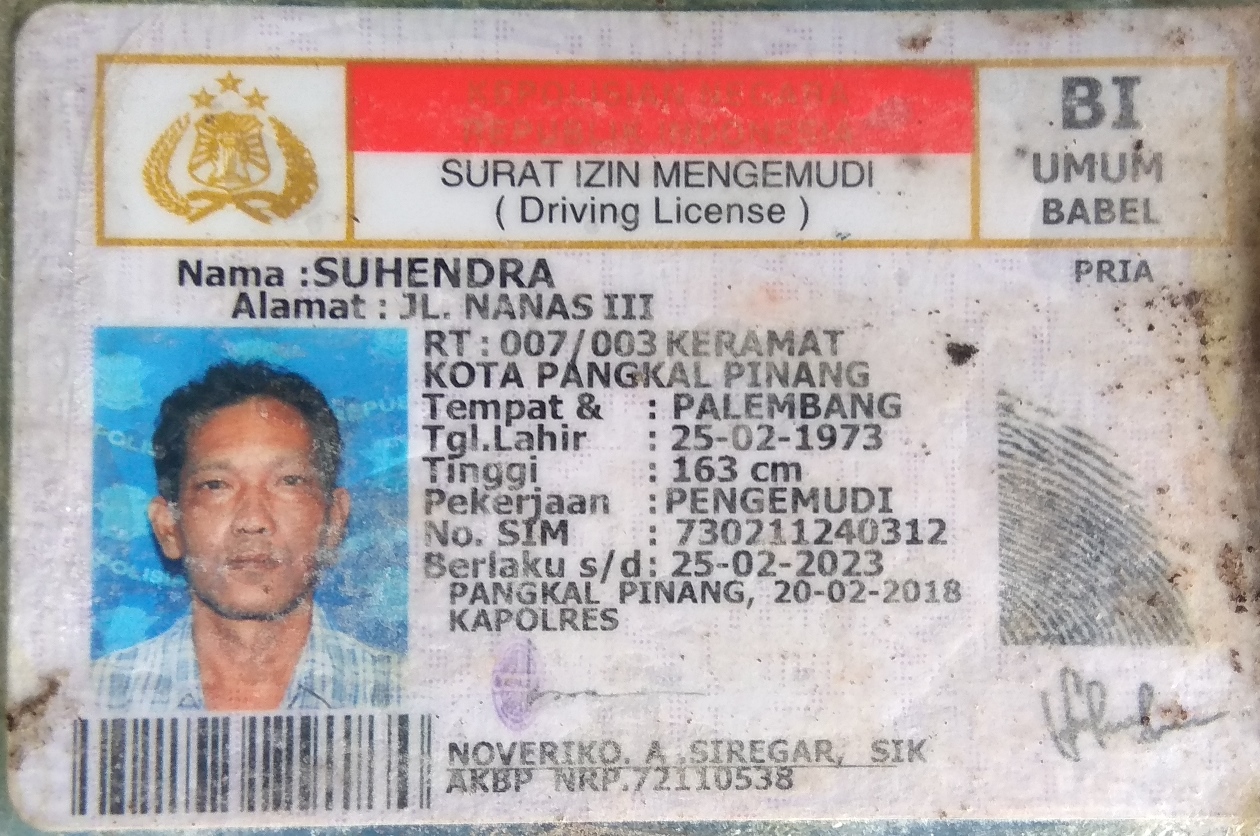 KEPOLISIAN NEGARA
REPUBLIK INDONESIA
SURAT IZIN MENGEMUDI
( Driving License )
BI
UMUM
BABEL
Nama :SUHENDRA
PRIA
Alamat : JL. NANAS III
RT : 007/003 KERAMAT
KOTA PANGKAL PINANG
Tempat & : PALEMBANG
Tgl.Lahir : 25-02-1973
Tinggi : 163 cm
Pekerjaan : PENGEMUDI
No. SIM : 730211240312
Berlaku s/d : 25-02-2023
PANGKAL PINANG, 20-02-2018
KAPOLRES
NOVERIKO. A .SIREGAR, SIK
AKBP NRP.72110538